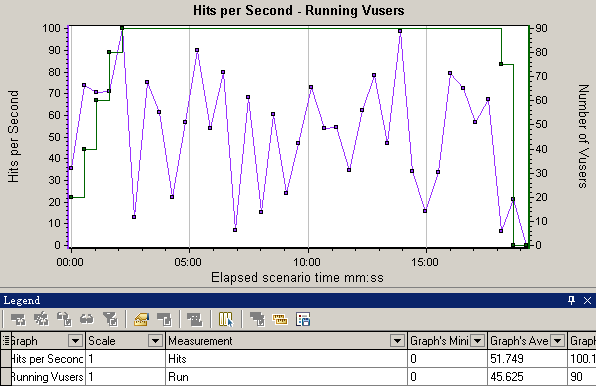 Hits per Second - Running Vusers
100
90
80
70
60
50
40
30
20
10
0
Hits per Second
90
80
70
60
50
40
30
20
10
0
Number of Vusers
00:00 05:00 10:00 15:00
Elapsed scenario time mm:ss
Legend
Graph Scale Measurement Graph's Mini Graph's Ave Graph
Hits per Second 1 Hits 0 51.749 100.1
Running Vusers 1 Run 0 45.625 90